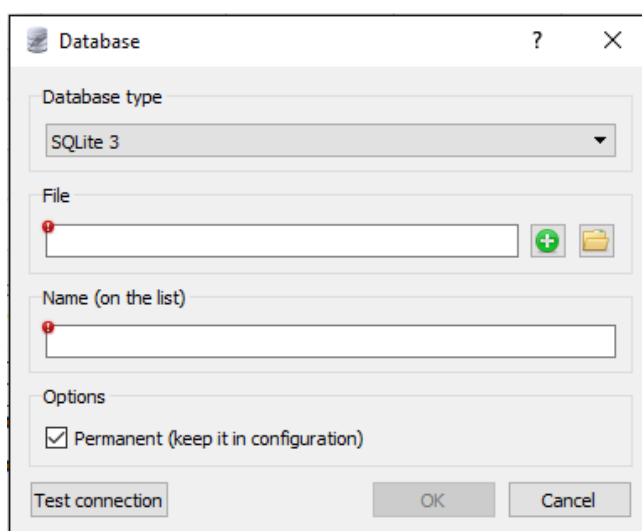 Database ?
Database type
SQLite 3
File
Name (on the list)
Options
Permanent (keep it in configuration)
Test connection OK Cancel